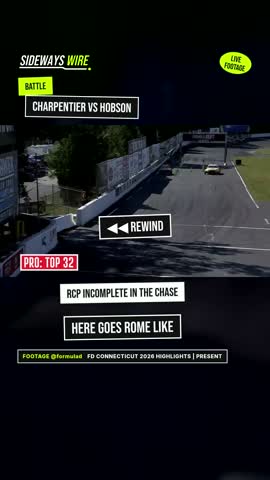 SIDEWAYS WIRE.
LIVE FOOTAGE
BATTLE
CHARPENTIER VS HOBSON
REWIND
PRO: TOP 32
RCP INCOMPLETE IN THE CHASE
HERE GOES ROME LIKE
FOOTAGE @formulad FD CONNECTICUT 2026 HIGHLIGHTS | PRESENT